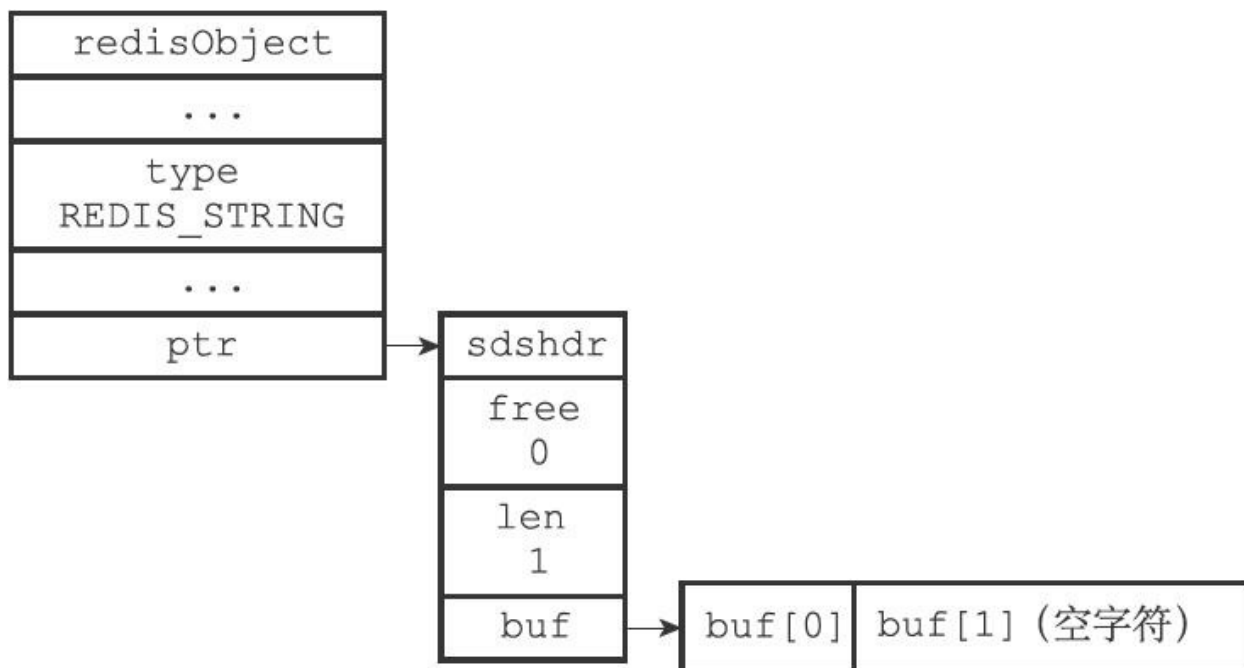 redisObject
...
type
REDIS_STRING
...
ptr
sdshdr
free
0
len
1
buf
buf[0]
buf[1] (空字符)